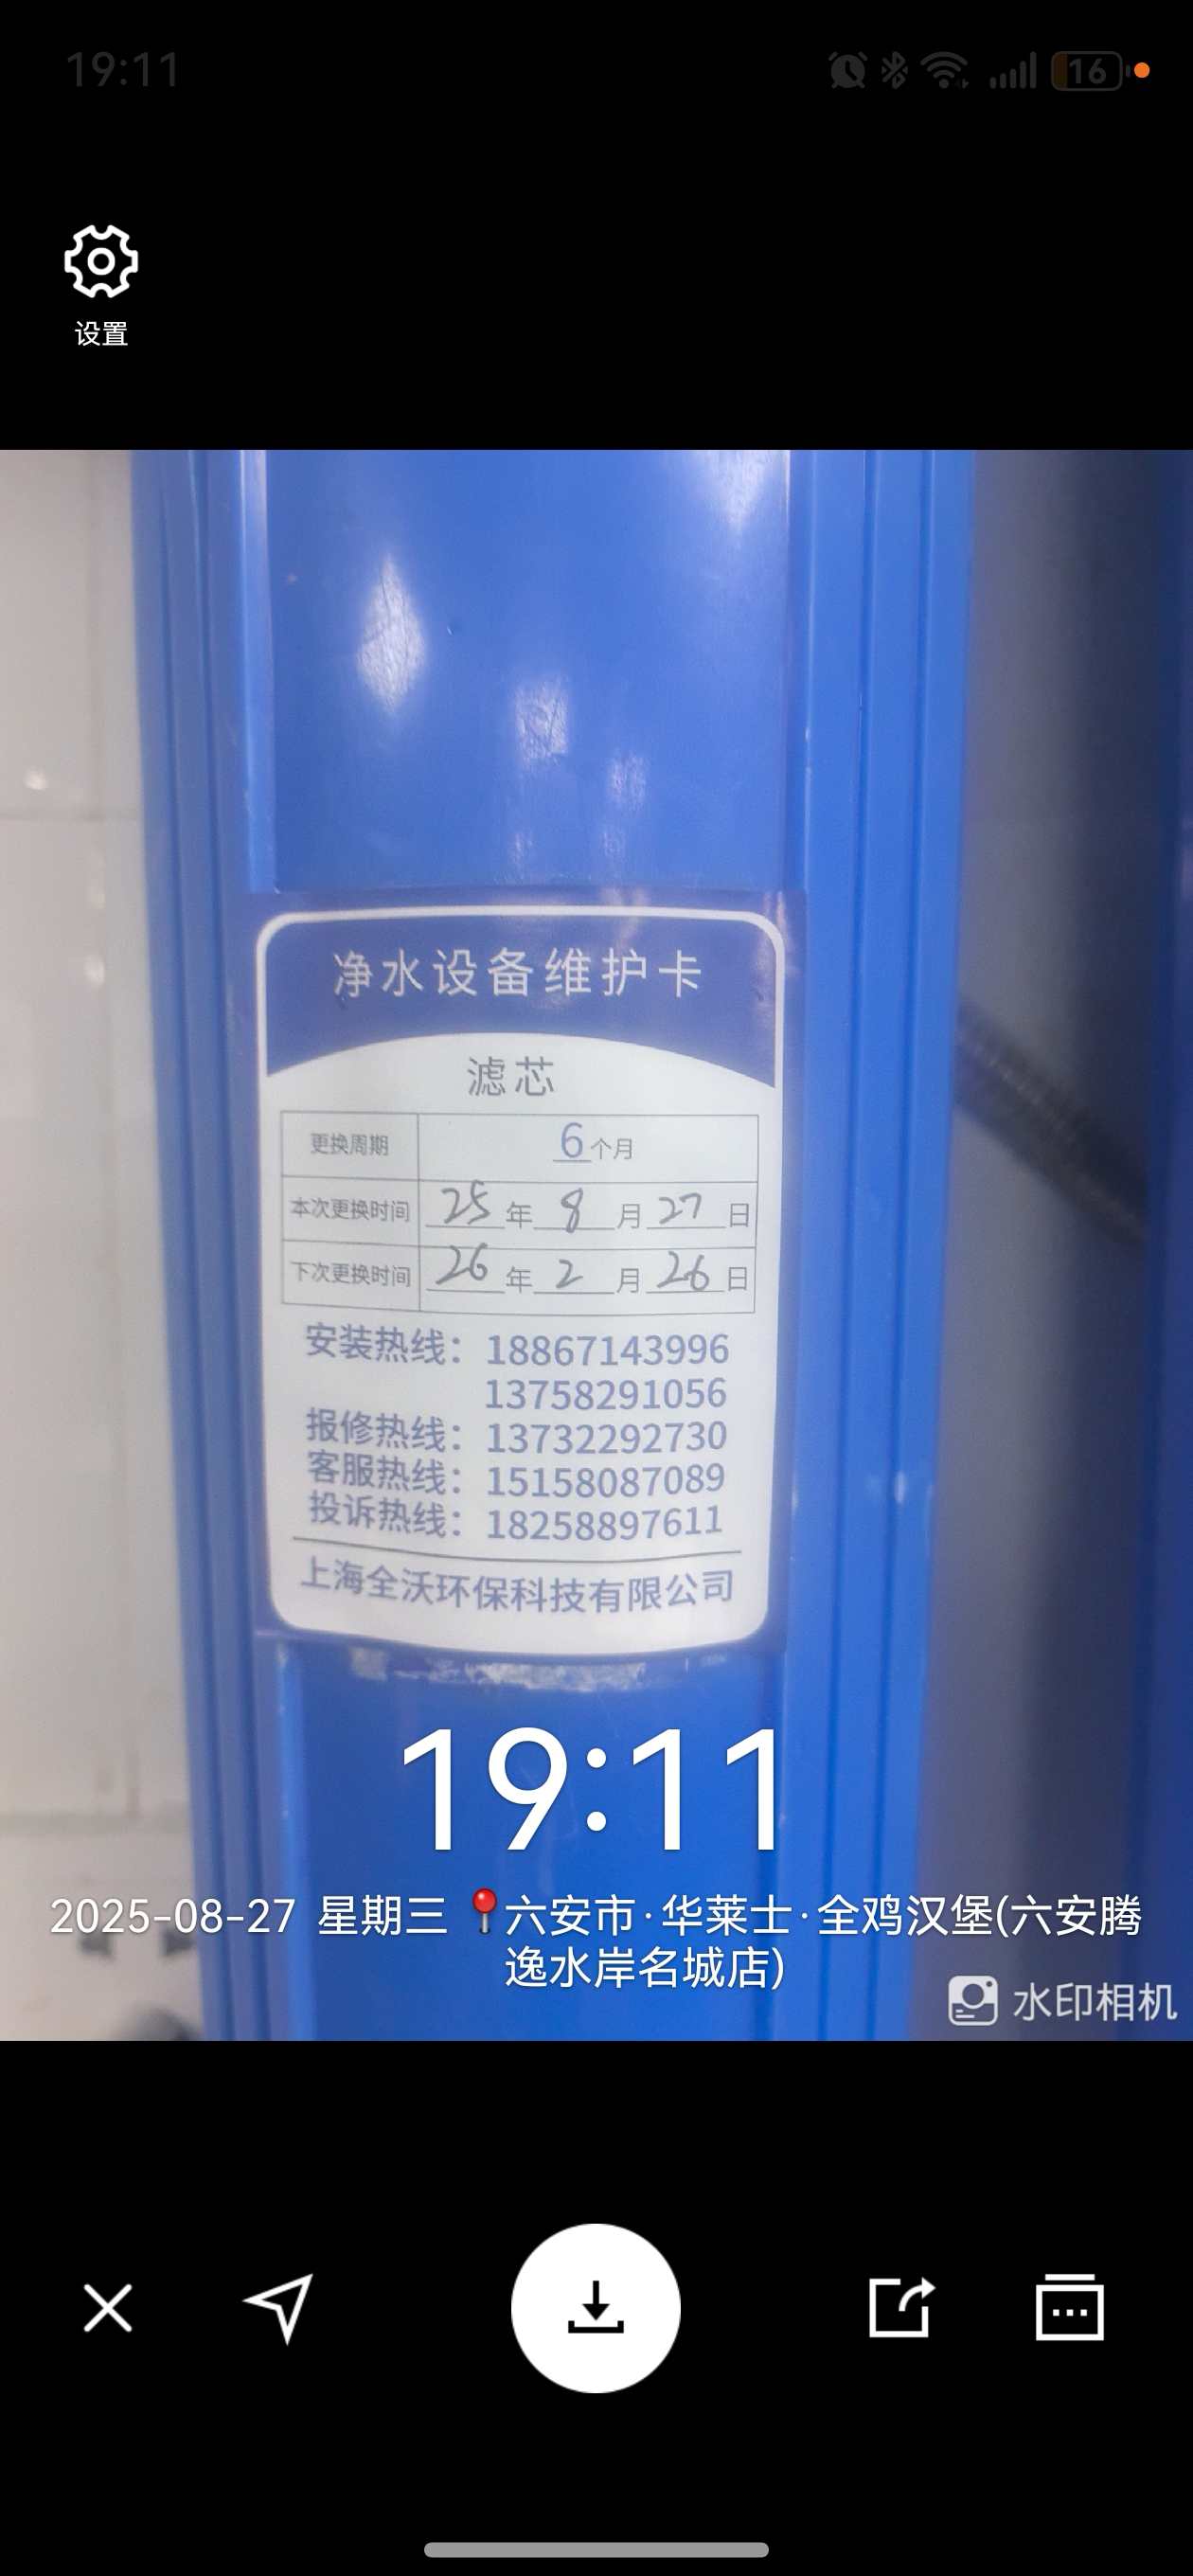 19:11
16
设置
净水设备维护卡
滤芯
更换周期 6个月
本次更换时间 25年8月27日
下次更换时间 26年2月26日
安装热线：18867143996
13758291056
报修热线：13732292730
客服热线：15158087089
投诉热线：18258897611
上海全沃环保科技有限公司
19:11
2025-08-27 星期三 六安市·华莱士·全鸡汉堡(六安腾
逸水岸名城店)
水印相机